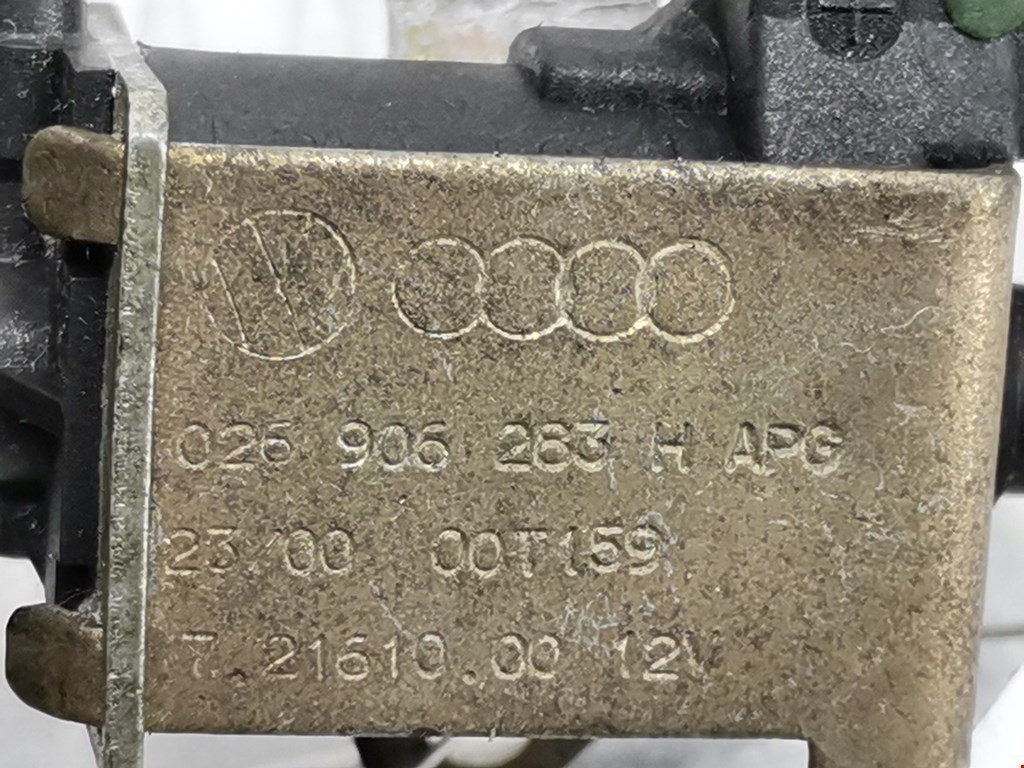 026 906 283 H APG
23/00 00T159
7.21610.00 12V